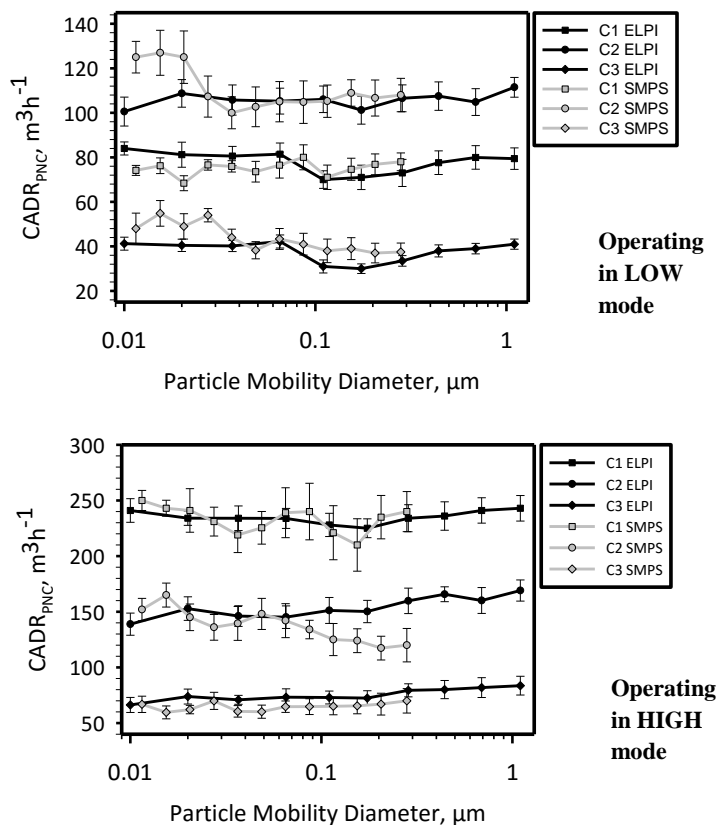 140
120
100
80
60
40
20
CADR_PNC, m³h⁻¹
0.01 0.1 1
Particle Mobility Diameter, µm
C1 ELPI
C2 ELPI
C3 ELPI
C1 SMPS
C2 SMPS
C3 SMPS
Operating
in LOW
mode
300
250
200
150
100
50
CADR_PNC, m³h⁻¹
0.01 0.1 1
Particle Mobility Diameter, µm
C1 ELPI
C2 ELPI
C3 ELPI
C1 SMPS
C2 SMPS
C3 SMPS
Operating
in HIGH
mode